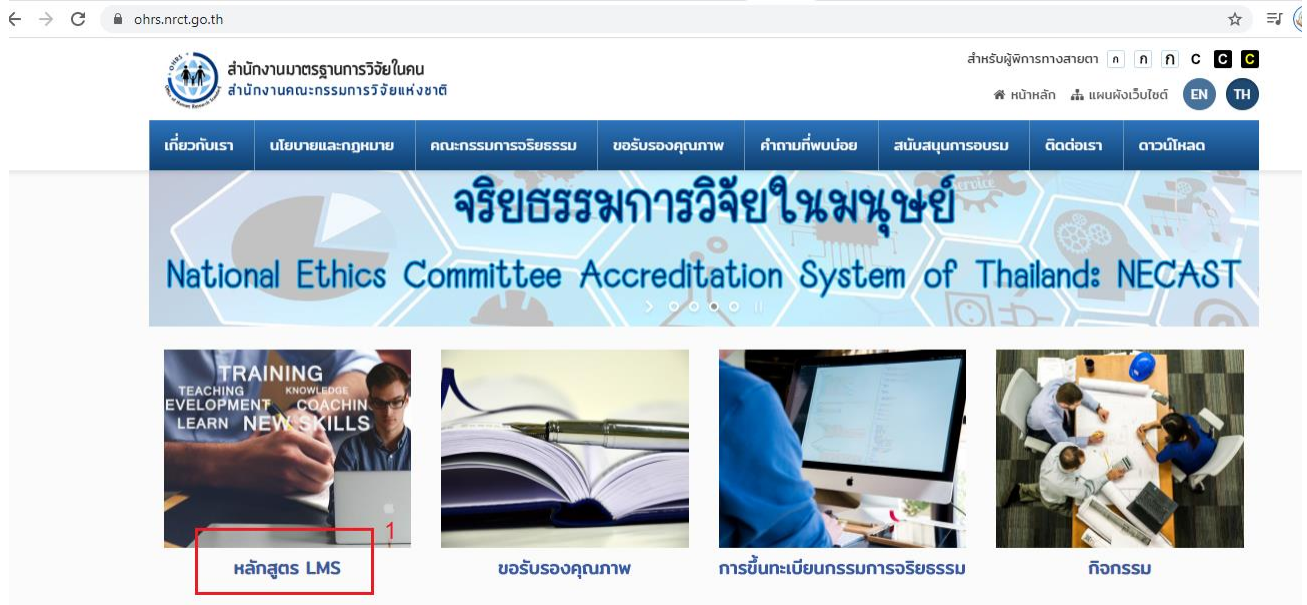 ohrs.nrct.go.th
สำนักงานมาตรฐานการวิจัยในคน
สำนักงานคณะกรรมการวิจัยแห่งชาติ
สำหรับผู้พิการทางสายตา ก ก ก C C C
หน้าหลัก แผนผังเว็บไซต์ EN TH
เกี่ยวกับเรา นโยบายและกฎหมาย คณะกรรมการจริยธรรม ขอรับรองคุณภาพ คำถามที่พบบ่อย สนับสนุนการอบรม ติดต่อเรา ดาวน์โหลด
จริยธรรมการวิจัยในมนุษย์
National Ethics Committee Accreditation System of Thailand: NECAST
TRAINING
TEACHING KNOWLEDGE
EVELOPMENT COACHIN
LEARN NEW SKILLS
1
หลักสูตร LMS ขอรับรองคุณภาพ การขึ้นทะเบียนกรรมการจริยธรรม กิจกรรม